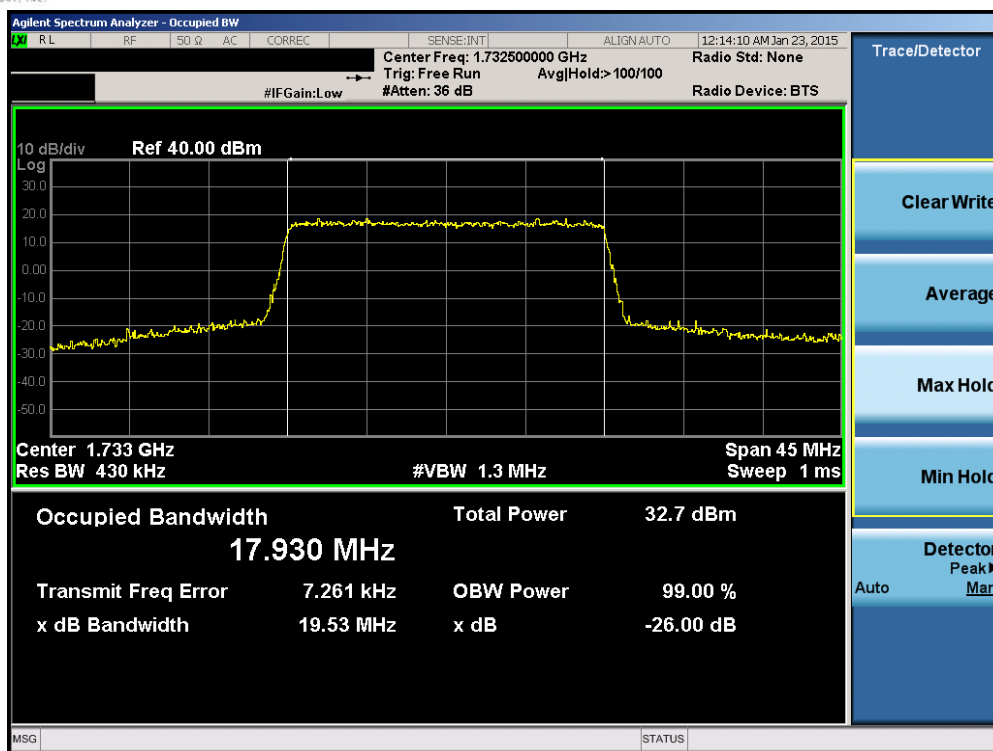 Agilent Spectrum Analyzer - Occupied BW
LXI RL RF 50 Ω AC CORREC SENSE:INT ALIGN AUTO 12:14:10 AM Jan 23, 2015
Center Freq: 1.732500000 GHz Radio Std: None
Trig: Free Run Avg|Hold:>100/100
#IFGain:Low #Atten: 36 dB Radio Device: BTS
Trace/Detector
10 dB/div Ref 40.00 dBm
Log
30.0
20.0
10.0
0.00
-10.0
-20.0
-30.0
-40.0
-50.0
Center 1.733 GHz Span 45 MHz
Res BW 430 kHz #VBW 1.3 MHz Sweep 1 ms
Occupied Bandwidth Total Power 32.7 dBm
17.930 MHz
Transmit Freq Error 7.261 kHz OBW Power 99.00 %
x dB Bandwidth 19.53 MHz x dB -26.00 dB
Clear Write
Average
Max Hold
Min Hold
Detector
Peak
Auto Man
MSG STATUS